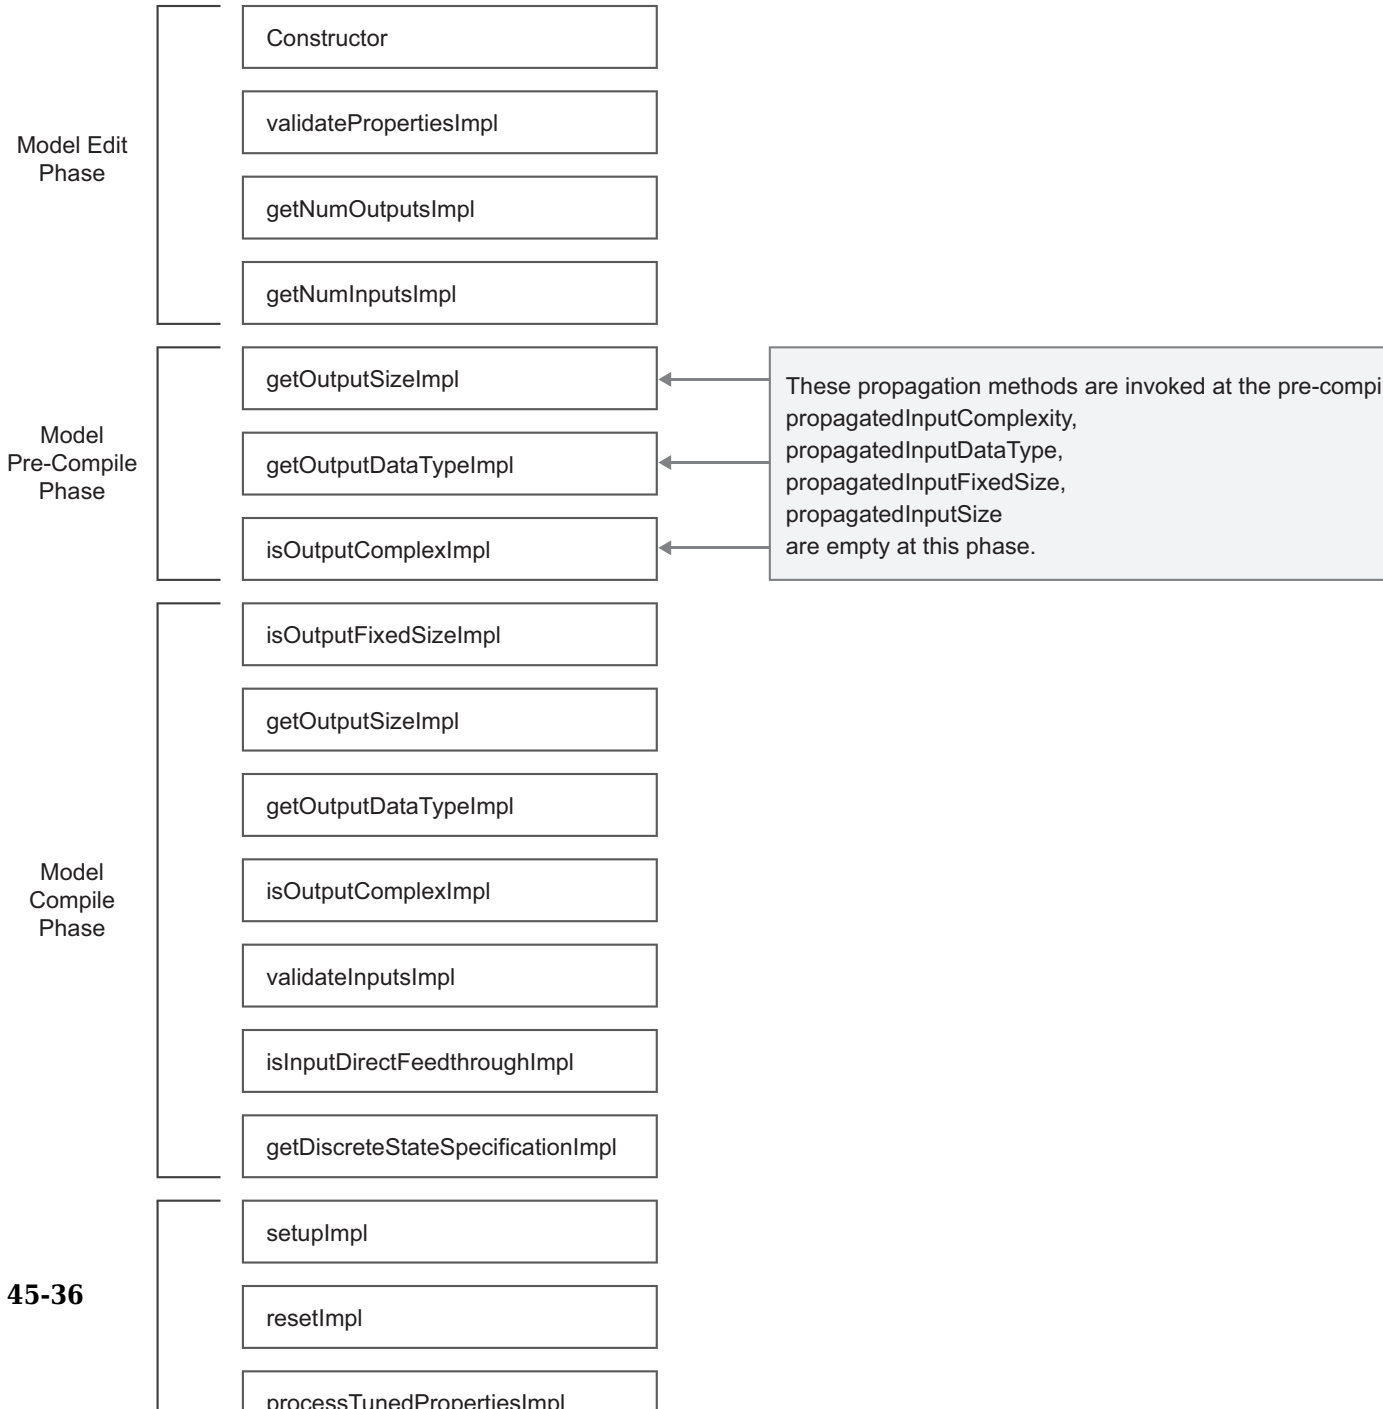 Constructor
validatePropertiesImpl
Model Edit
Phase
getNumOutputsImpl
getNumInputsImpl
getOutputSizeImpl
Model
Pre-Compile
Phase
getOutputDataTypeImpl
isOutputComplexImpl
These propagation methods are invoked at the pre-compi
propagatedInputComplexity,
propagatedInputDataType,
propagatedInputFixedSize,
propagatedInputSize
are empty at this phase.
isOutputFixedSizeImpl
getOutputSizeImpl
getOutputDataTypeImpl
Model
Compile
Phase
isOutputComplexImpl
validateInputsImpl
isInputDirectFeedthroughImpl
getDiscreteStateSpecificationImpl
setupImpl
45-36
resetImpl
processTunedPropertiesImpl